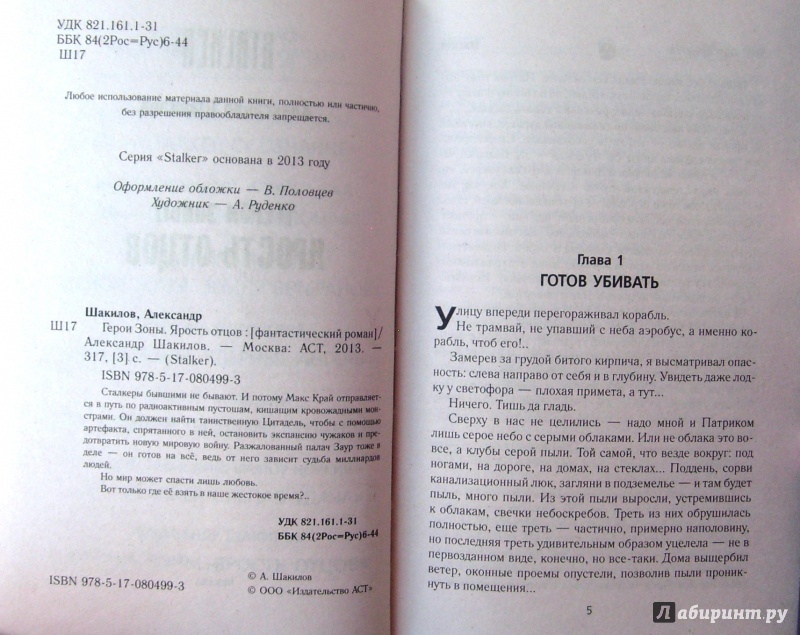 УДК 821.161.1-31
ББК 84(2Рос=Рус)6-44
Ш17
Любое использование материала данной книги, полностью или частично,
без разрешения правообладателя запрещается.
Серия «Stalker» основана в 2013 году
Оформление обложки — В. Половцев
Художник — А. Руденко
Шакилов, Александр
Ш17 Герои Зоны. Ярость отцов : [фантастический роман] /
Александр Шакилов. — Москва: АСТ, 2013. —
317, [3] с. — (Stalker).
ISBN 978-5-17-080499-3
Сталкеры бывшими не бывают. И потому Макс Край отправляет-
ся в путь по радиоактивным пустошам, кишащим кровожадными мон-
страми. Он должен найти таинственную Цитадель, чтобы с помощью
артефакта, спрятанного в ней, остановить экспансию чужаков и пре-
дотвратить новую мировую войну. Разжалованный палач Заур тоже в
деле — он готов на всё, ведь от него зависит судьба миллиардов
людей.
Но мир может спасти лишь любовь.
Вот только где её взять в наше жестокое время?..
УДК 821.161.1-31
ББК 84(2Рос=Рус)6-44
© А. Шакилов
ISBN 978-5-17-080499-3 © ООО «Издательство АСТ»
Глава 1
ГОТОВ УБИВАТЬ
Улицу впереди перегораживал корабль.
Не трамвай, не упавший с неба аэробус, а именно ко-
рабль, чтоб его!..
Замерев за грудой битого кирпича, я высматривал опас-
ность: слева направо от себя и в глубину. Увидеть даже лод-
ку у светофора — плохая примета, а тут...
Ничего. Тишь да гладь.
Сверху в нас не целились — надо мной и Патриком
лишь серое небо с серыми облаками. Или не облака это во-
все, а клубы серой пыли. Той самой, что везде вокруг: под
ногами, на дороге, на домах, на стеклах... Поддень, сорви
канализационный люк, загляни в подземелье — и там будет
пыль, много пыли. Из этой пыли выросли, устремившись
к облакам, свечки небоскребов. Треть из них обрушилась
полностью, еще треть — частично, примерно наполовину,
но последняя треть удивительным образом уцелела — не в
первозданном виде, конечно, но все-таки. Дома выщербил
ветер, оконные проемы опустели, позволив пыли проник-
нуть в помещения...
5
Лабиринт.ру